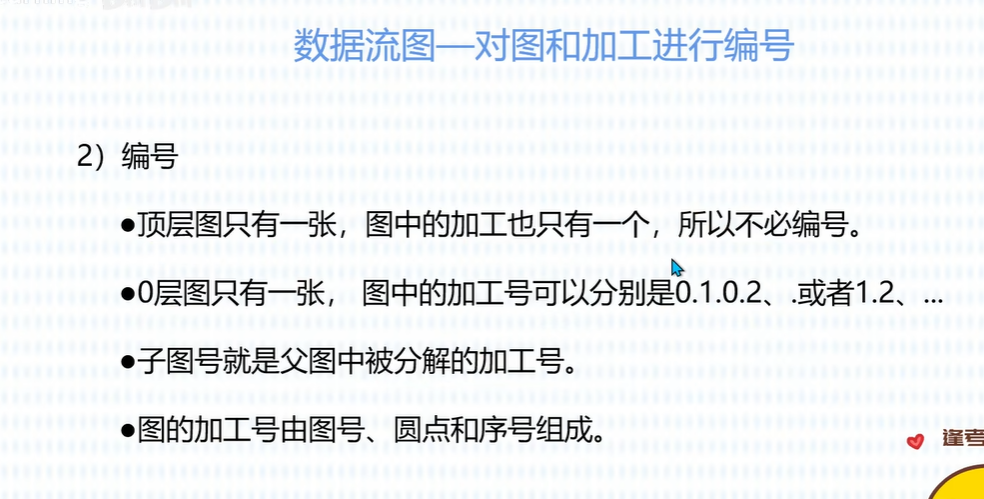 数据流图—对图和加工进行编号
2）编号
●顶层图只有一张，图中的加工也只有一个，所以不必编号。
●0层图只有一张， 图中的加工号可以分别是0.1.0.2、.或者1.2、...
●子图号就是父图中被分解的加工号。
●图的加工号由图号、圆点和序号组成。